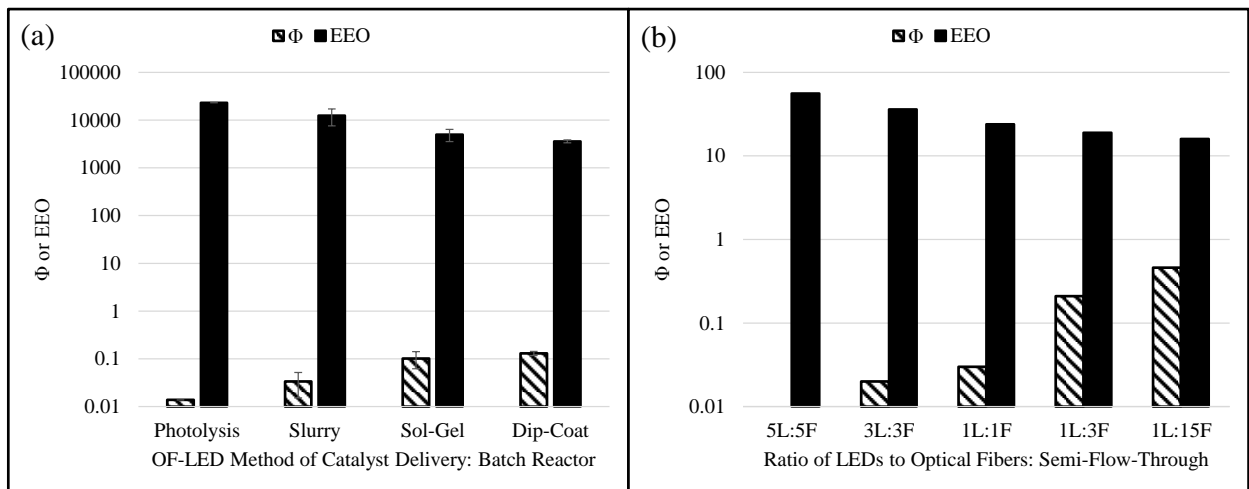 (a)
Φ EEO
100000
10000
1000
100
10
1
0.1
0.01
Φ or EEO
Photolysis Slurry Sol-Gel Dip-Coat
OF-LED Method of Catalyst Delivery: Batch Reactor
(b)
Φ EEO
100
10
1
0.1
0.01
Φ or EEO
5L:5F 3L:3F 1L:1F 1L:3F 1L:15F
Ratio of LEDs to Optical Fibers: Semi-Flow-Through